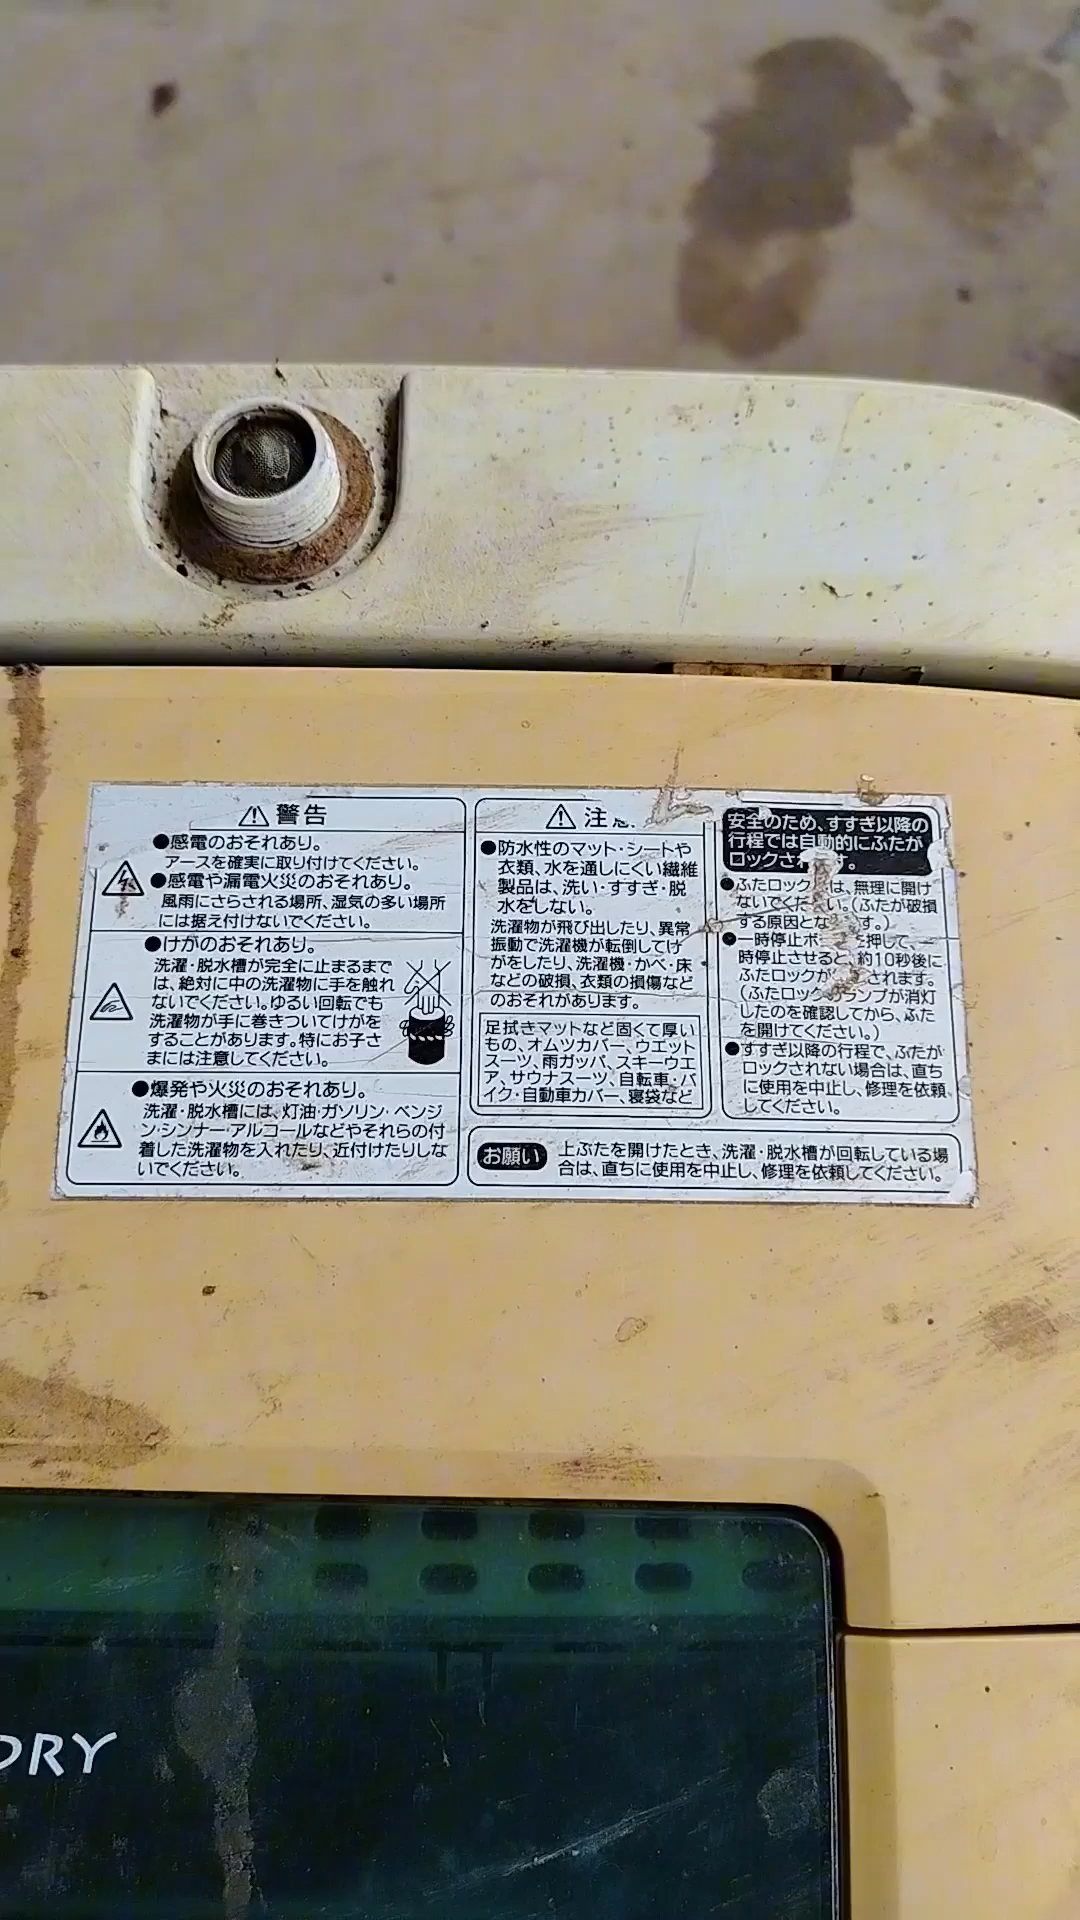 警告
●感電のおそれあり。
アースを確実に取り付けてください。
●感電や漏電火災のおそれあり。
風雨にさらされる場所、湿気の多い場所
には据え付けないでください。
●けがのおそれあり。
洗濯・脱水槽が完全に止まるまで
は、絶対に中の洗濯物に手を触れ
ないでください。ゆるい回転でも
洗濯物が手に巻きついてけがを
することがあります。特にお子さ
まには注意してください。
●爆発や火災のおそれあり。
洗濯・脱水槽には、灯油・ガソリン・ベンジ
ン・シンナー・アルコールなどやそれらの付
着した洗濯物を入れたり、近付けたりしな
いでください。
注意
●防水性のマット・シートや
衣類、水を通しにくい繊維
製品は、洗い・すすぎ・脱
水をしない。
洗濯物が飛び出したり、異常
振動で洗濯機が転倒してけ
がをしたり、洗濯機・かべ・床
などの破損、衣類の損傷など
のおそれがあります。
足拭きマットなど固くて厚い
もの、オムツカバー、ウエット
スーツ、雨ガッパ、スキーウエ
ア、サウナスーツ、自転車・バ
イク・自動車カバー、寝袋など
安全のため、すすぎ以降の
行程では自動的にふたが
ロックされ す。
●ふたロック は、無理に開け
ないでくだ い。(ふたが破損
する原因とな す。)
●一時停止ボ を押して、一
時停止させると、約10秒後に
ふたロックが されます。
(ふたロックのランプが消灯
したのを確認してから、ふた
を開けてください。)
●すすぎ以降の行程で、ふたが
ロックされない場合は、直ち
に使用を中止し、修理を依頼
してください。
お願い
上ぶたを開けたとき、洗濯・脱水槽が回転している場
合は、直ちに使用を中止し、修理を依頼してください。
DRY